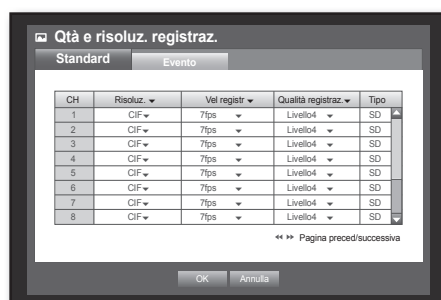 Qtà e risoluz. registraz.
Standard Evento
CH Risoluz. Vel registr Qualità registraz. Tipo
1 CIF 7fps Livello4 SD
2 CIF 7fps Livello4 SD
3 CIF 7fps Livello4 SD
4 CIF 7fps Livello4 SD
5 CIF 7fps Livello4 SD
6 CIF 7fps Livello4 SD
7 CIF 7fps Livello4 SD
8 CIF 7fps Livello4 SD
Pagina preced/successiva
OK Annulla